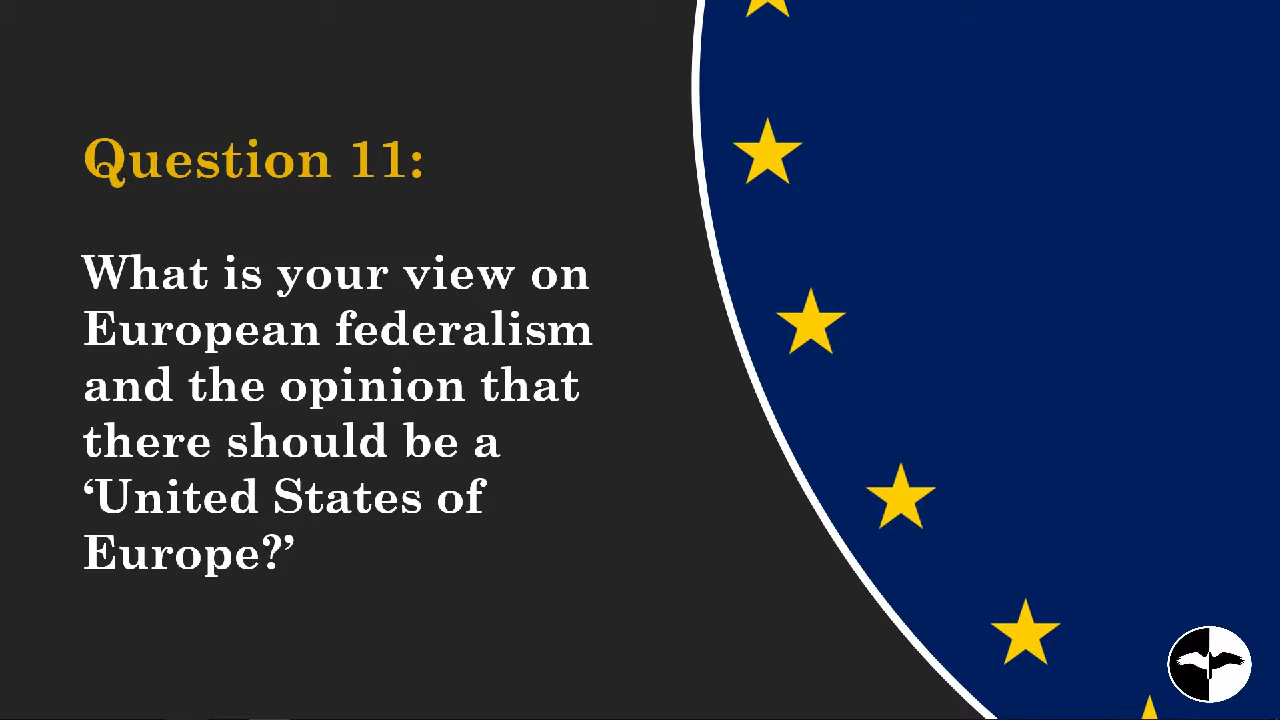 Question 11:
What is your view on
European federalism
and the opinion that
there should be a
‘United States of
Europe?’